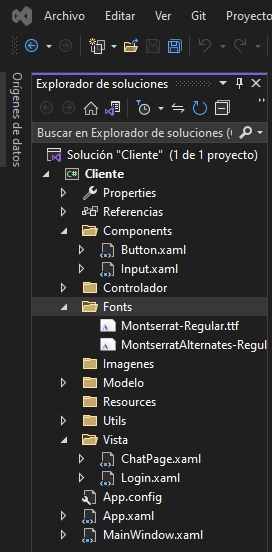 Archivo Editar Ver Git Proyecto
Orígenes de datos
Explorador de soluciones
Buscar en Explorador de soluciones (
Solución "Cliente" (1 de 1 proyecto)
C# Cliente
Properties
Referencias
Components
Button.xaml
Input.xaml
Controlador
Fonts
Montserrat-Regular.ttf
MontserratAlternates-Regul
Imagenes
Modelo
Resources
Utils
Vista
ChatPage.xaml
Login.xaml
App.config
App.xaml
MainWindow.xaml